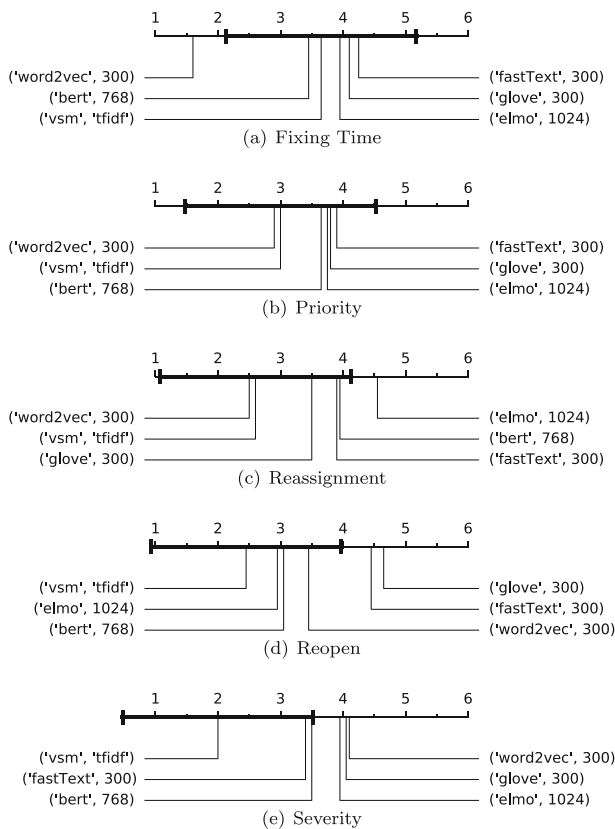 1 2 3 4 5 6
('word2vec', 300) ('fastText', 300)
('bert', 768) ('glove', 300)
('vsm', 'tfidf') ('elmo', 1024)
(a) Fixing Time
1 2 3 4 5 6
('word2vec', 300) ('fastText', 300)
('vsm', 'tfidf') ('glove', 300)
('bert', 768) ('elmo', 1024)
(b) Priority
1 2 3 4 5 6
('word2vec', 300) ('elmo', 1024)
('vsm', 'tfidf') ('bert', 768)
('glove', 300) ('fastText', 300)
(c) Reassignment
1 2 3 4 5 6
('vsm', 'tfidf') ('glove', 300)
('elmo', 1024) ('fastText', 300)
('bert', 768) ('word2vec', 300)
(d) Reopen
1 2 3 4 5 6
('vsm', 'tfidf') ('word2vec', 300)
('fastText', 300) ('glove', 300)
('bert', 768) ('elmo', 1024)
(e) Severity